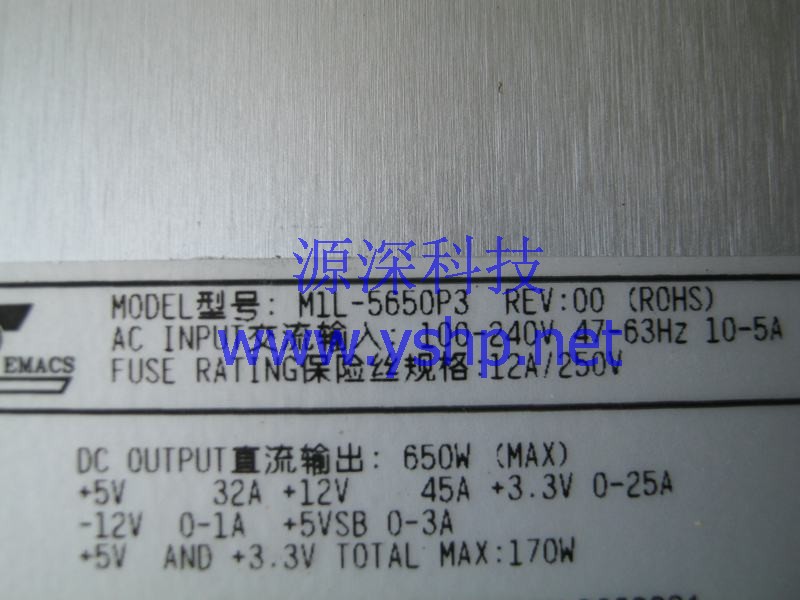 源深科技
MODEL型号: M1L-5650P3 REV:00 (ROHS)
AC INPUT交流输入: 100-240V 47-63Hz 10-5A
www.yshp.net
EMACS
FUSE RATING保险丝规格:12A/250V
DC OUTPUT直流输出: 650W (MAX)
+5V 32A +12V 45A +3.3V 0-25A
-12V 0-1A +5VSB 0-3A
+5V AND +3.3V TOTAL MAX:170W